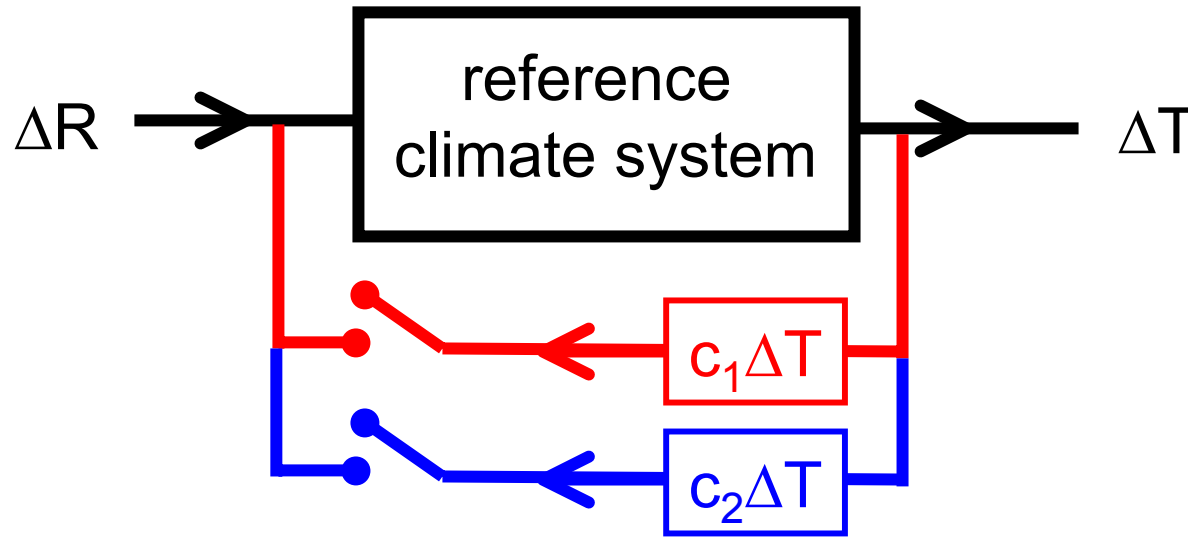 ΔR
reference
climate system
ΔT
c₁ΔT
c₂ΔT